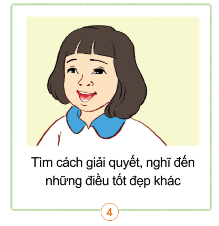 Tìm cách giải quyết, nghĩ đến
những điều tốt đẹp khác
4